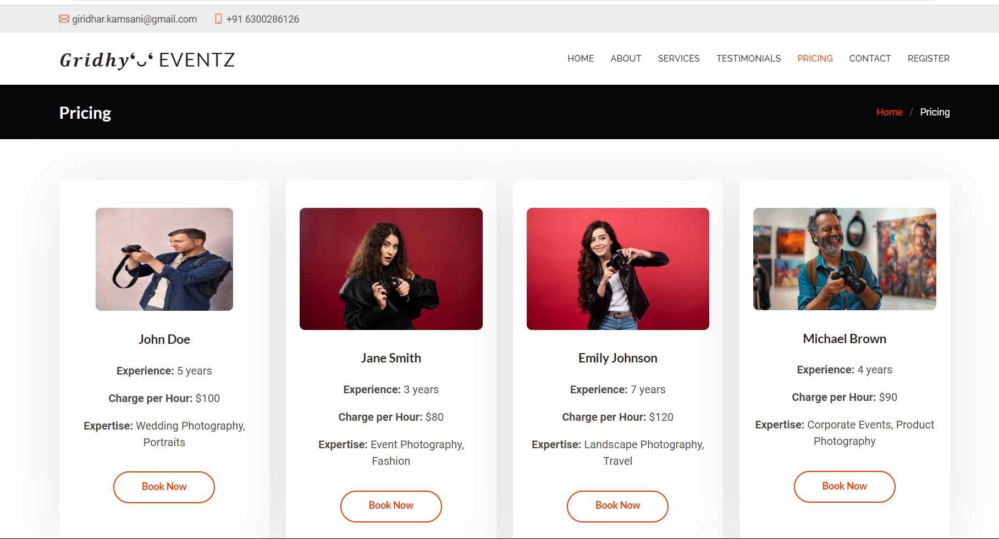 giridhar.kamsani@gmail.com +91 6300286126
Gridhy❛ᴗ❛ EVENTZ HOME ABOUT SERVICES TESTIMONIALS PRICING CONTACT REGISTER
Pricing Home / Pricing
John Doe
Experience: 5 years
Charge per Hour: $100
Expertise: Wedding Photography,
Portraits
Book Now
Jane Smith
Experience: 3 years
Charge per Hour: $80
Expertise: Event Photography,
Fashion
Book Now
Emily Johnson
Experience: 7 years
Charge per Hour: $120
Expertise: Landscape Photography,
Travel
Book Now
Michael Brown
Experience: 4 years
Charge per Hour: $90
Expertise: Corporate Events, Product
Photography
Book Now